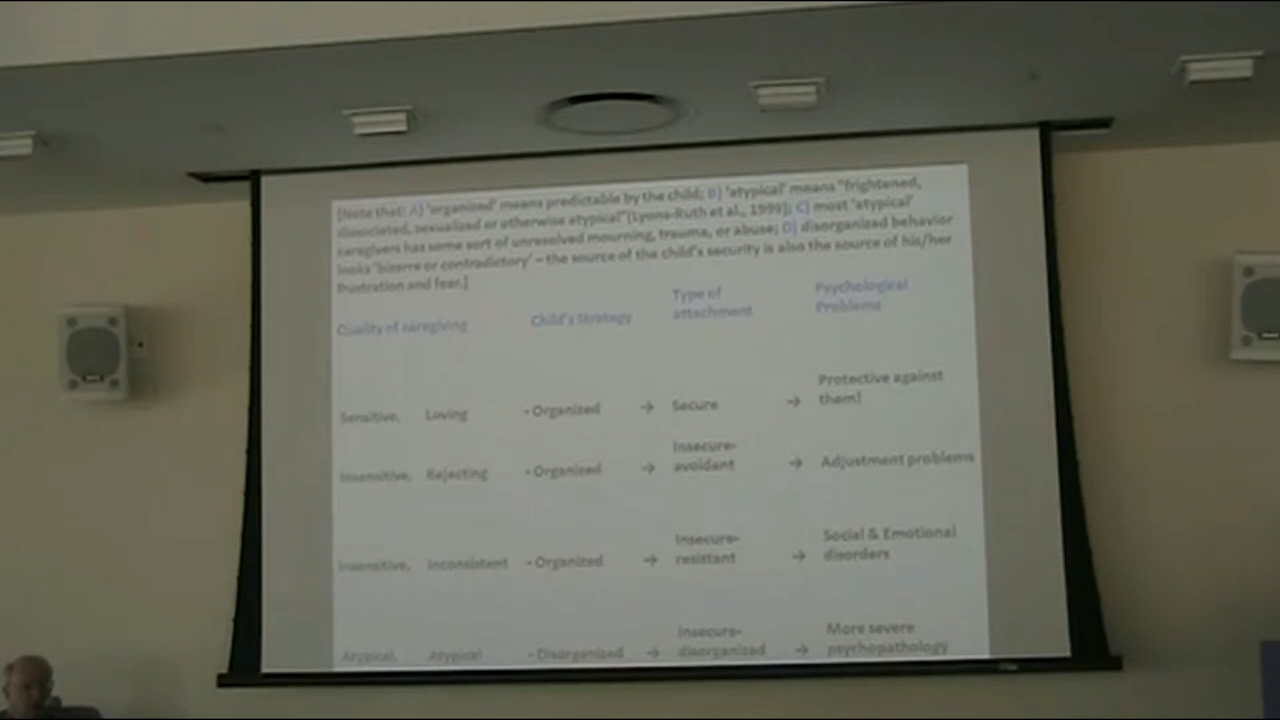 [Note that: A) 'organized' means predictable by the child; B) 'atypical' means "frightened,
dissociated, sexualized or otherwise atypical"(Lyons-Ruth et al., 1999); C) most 'atypical'
caregivers has some sort of unresolved mourning, trauma, or abuse; D) disorganized behavior
looks 'bizarre or contradictory' – the source of the child's security is also the source of his/her
frustration and fear.]
Quality of caregiving Child's Strategy Type of attachment Psychological Problems
Sensitive, Loving - Organized → Secure → Protective against them!
Insensitive, Rejecting - Organized → Insecure-avoidant → Adjustment problems
Insensitive, Inconsistent - Organized → Insecure-resistant → Social & Emotional disorders
Atypical, Atypical - Disorganized → Insecure-disorganized → More severe psychopathology